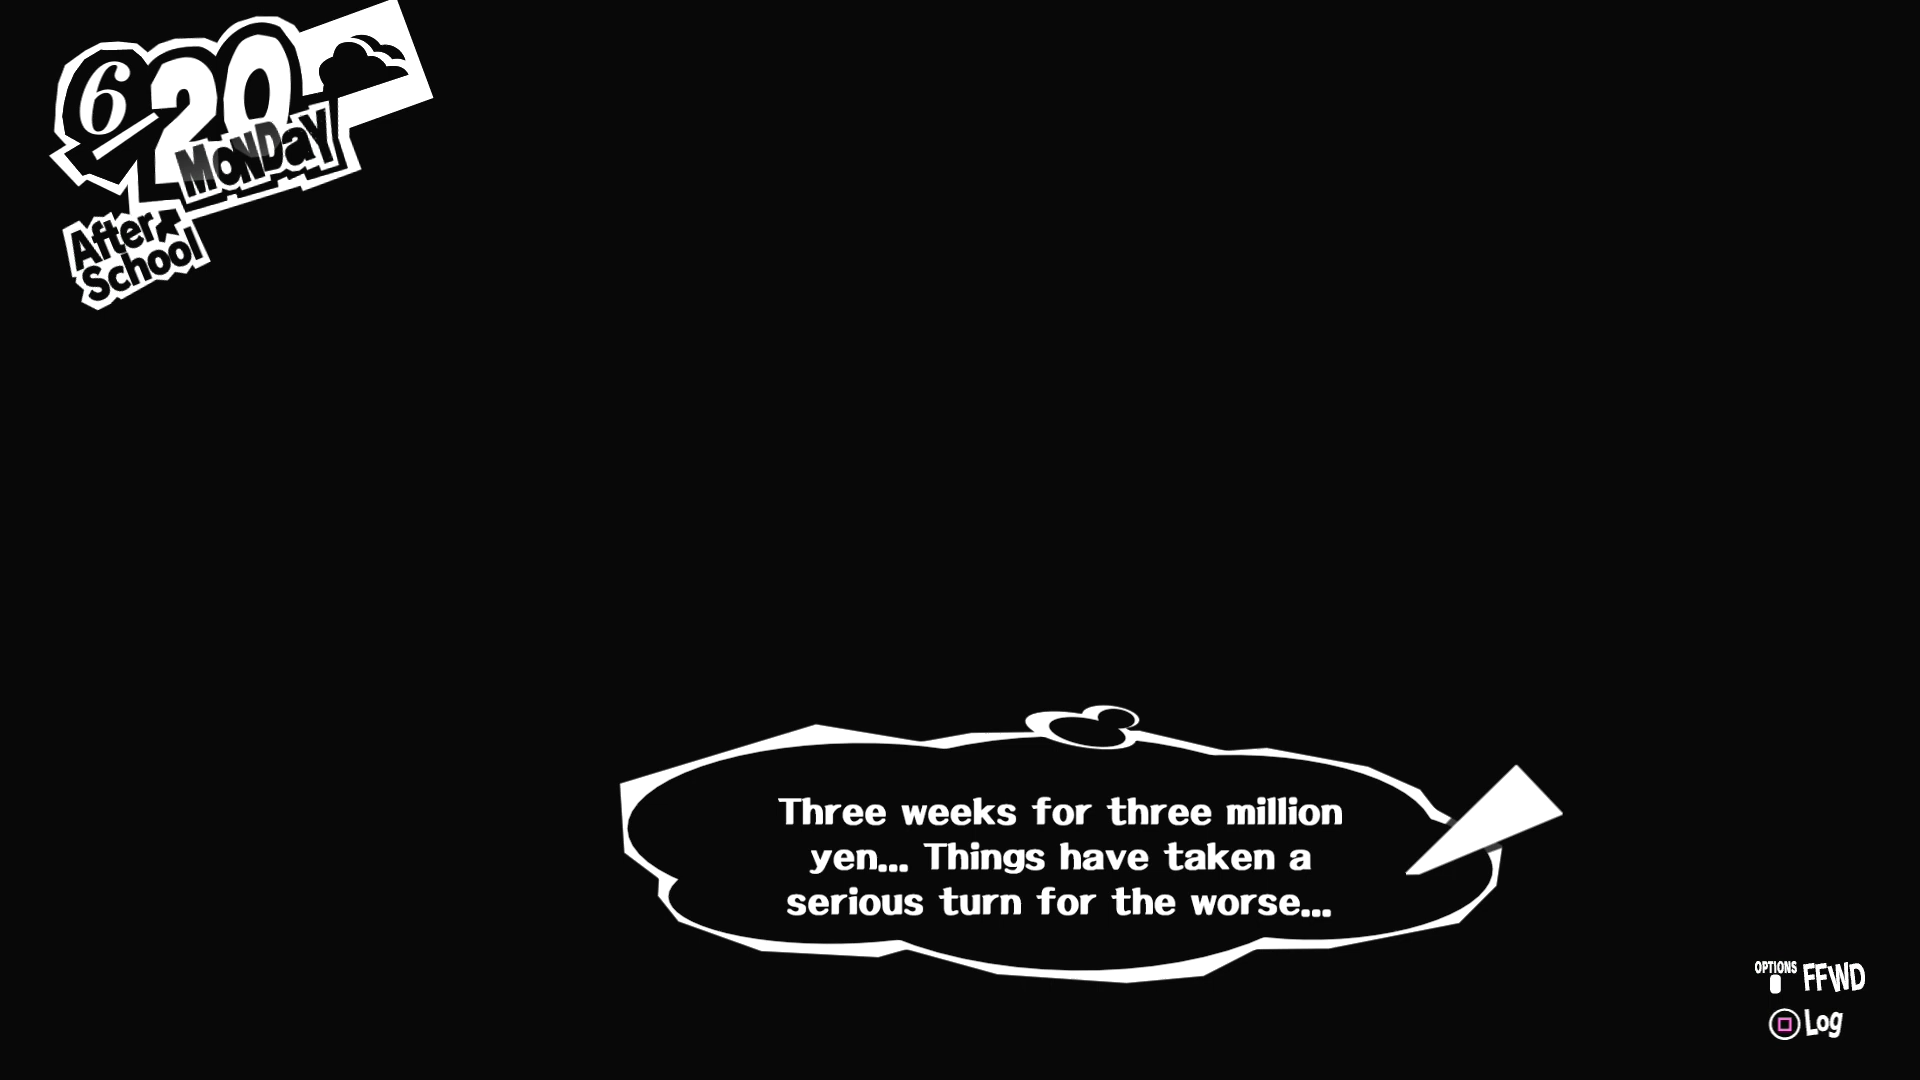 6/20
MONDaY
After
School
Three weeks for three million
yen... Things have taken a
serious turn for the worse...
OPTIONS FFWD
Log